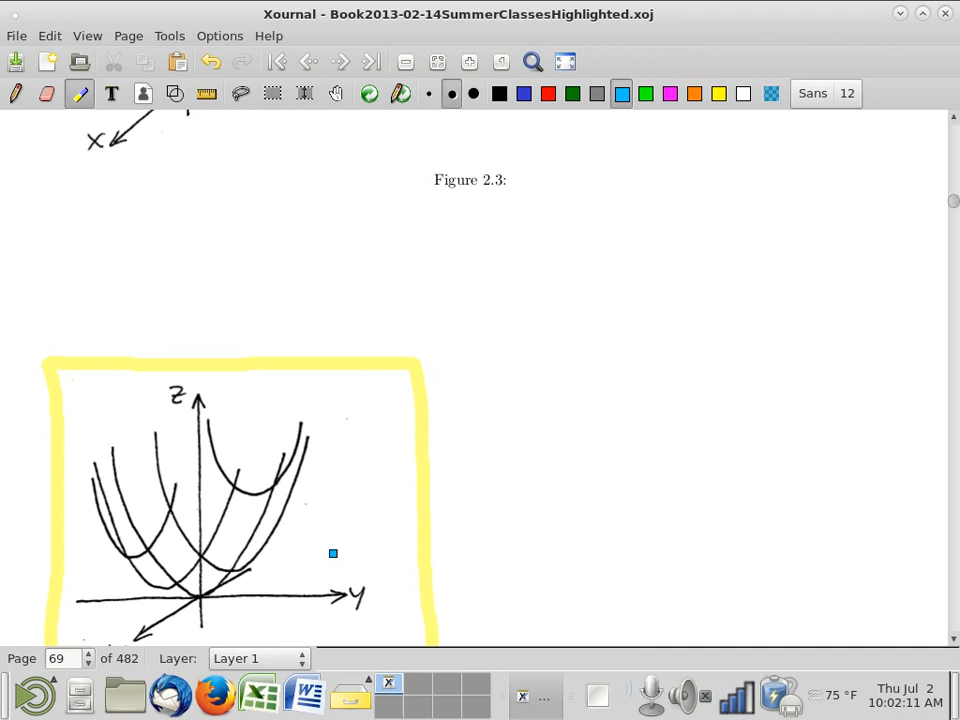 Xournal - Book2013-02-14SummerClassesHighlighted.xoj
File Edit View Page Tools Options Help
T Sans 12
X
Figure 2.3:
Z
Y
Page 69 of 482 Layer: Layer 1
X W X ... 75 °F Thu Jul 2
10:02:11 AM